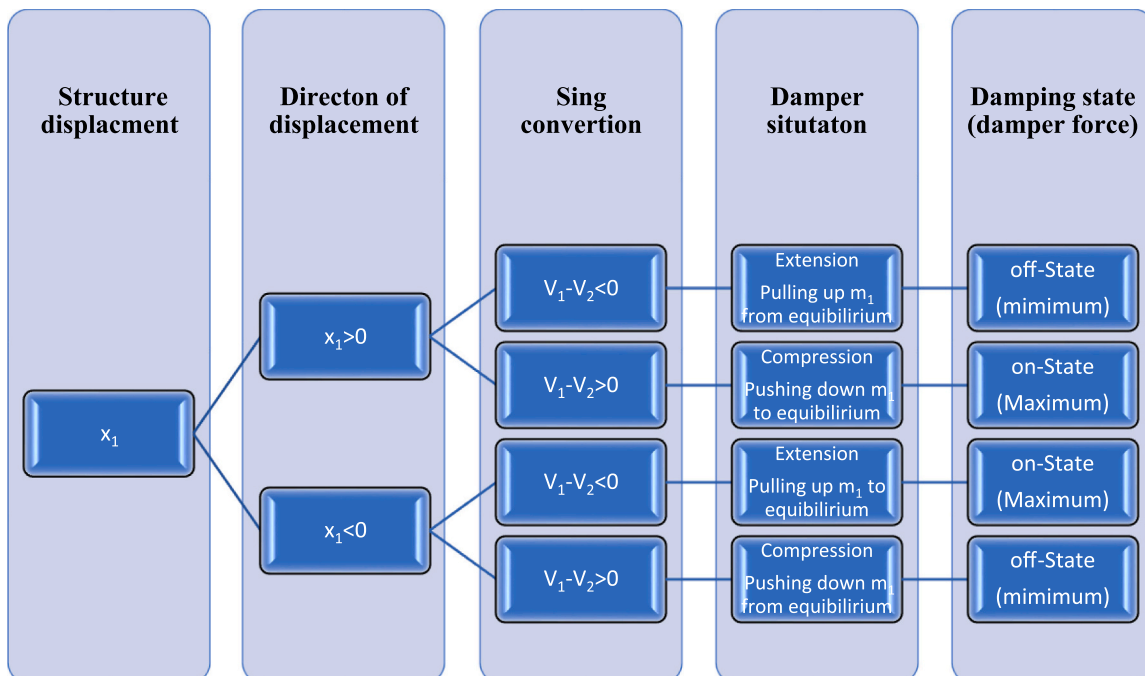 Structure
displacment
Directon of
displacement
Sing
convertion
Damper
situtaton
Damping state
(damper force)
x₁
x₁>0
x₁<0
V₁-V₂<0
V₁-V₂>0
V₁-V₂<0
V₁-V₂>0
Extension
Pulling up m₁
from equibilirium
Compression
Pushing down m₁
to equibilirium
Extension
Pulling up m₁ to
equibilirium
Compression
Pushing down m₁
from equibilirium
off-State
(mimimum)
on-State
(Maximum)
on-State
(Maximum)
off-State
(mimimum)